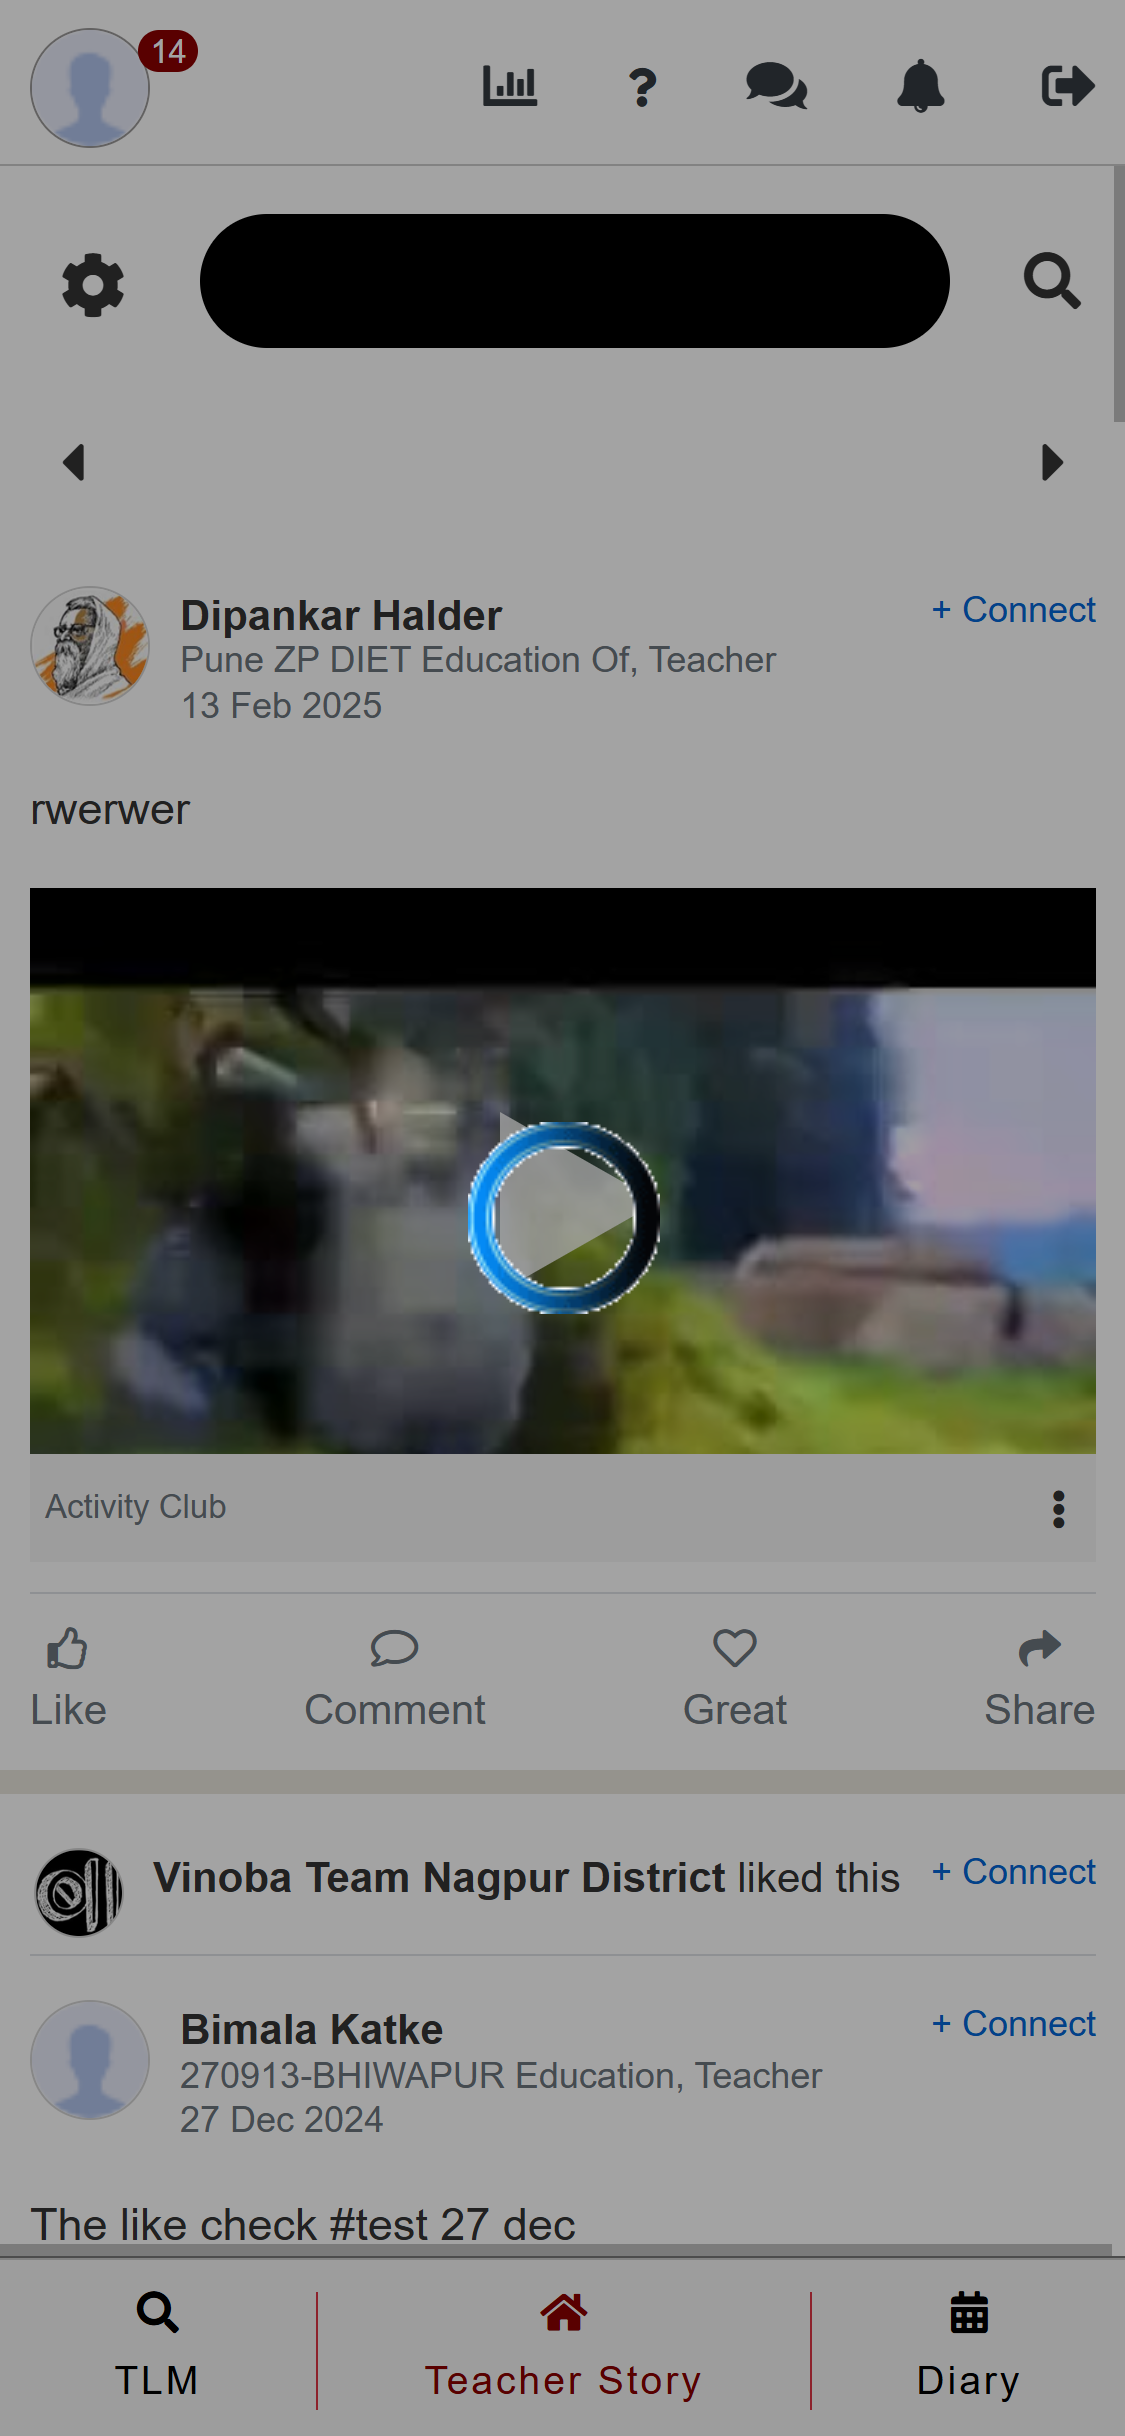 14
Dipankar Halder
+ Connect
Pune ZP DIET Education Of, Teacher
13 Feb 2025
rwerwer
Activity Club
Like
Comment
Great
Share
Vinoba Team Nagpur District liked this
+ Connect
Bimala Katke
+ Connect
270913-BHIWAPUR Education, Teacher
27 Dec 2024
The like check #test 27 dec
TLM
Teacher Story
Diary